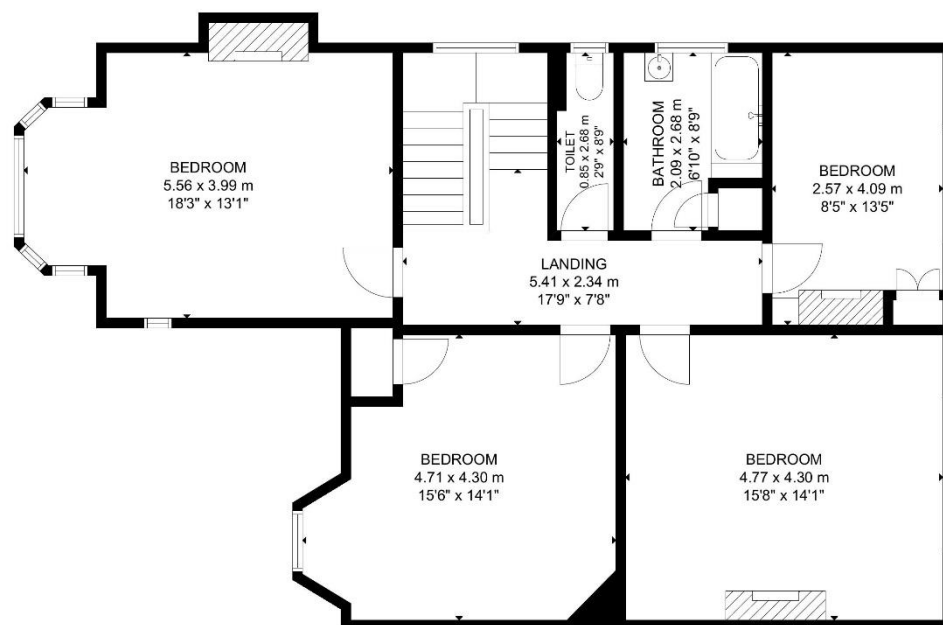 BEDROOM
5.56 x 3.99 m
18'3" x 13'1"
TOILET
0.85 x 2.68 m
2'9" x 8'9"
BATHROOM
2.09 x 2.68 m
6'10" x 8'9"
BEDROOM
2.57 x 4.09 m
8'5" x 13'5"
LANDING
5.41 x 2.34 m
17'9" x 7'8"
BEDROOM
4.71 x 4.30 m
15'6" x 14'1"
BEDROOM
4.77 x 4.30 m
15'8" x 14'1"